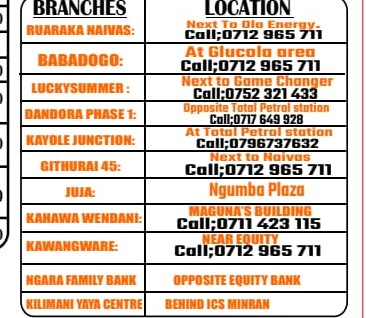 BRANCHES
LOCATION
RUARAKA NAIVAS:
Next To Ola Energy.
Call;0712 965 711
BABADOGO:
At Glucola area
Call;0712 965 711
LUCKYSUMMER :
Next to Game Changer
Call;0752 321 433
DANDORA PHASE 1:
Opposite Total Petrol station
Call;0717 649 928
KAYOLE JUNCTION:
At Total Petrol station
Call;0796737632
GITHURAI 45:
Next to Naivas
Call;0712 965 711
JUJA:
Ngumba Plaza
KAHAWA WENDANI:
MAGUNA'S BUILDING
Call;0711 423 115
KAWANGWARE:
NEAR EQUITY
Call;0712 965 711
NGARA FAMILY BANK
OPPOSITE EQUITY BANK
KILIMANI YAYA CENTRE
BEHIND ICS MINRAN